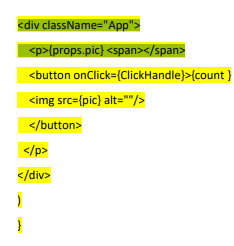 <div className="App">
<p>{props.pic} <span></span>
<button onClick={ClickHandle}>{count }
<img src={pic} alt=""/>
</button>
</p>
</div>
)
}